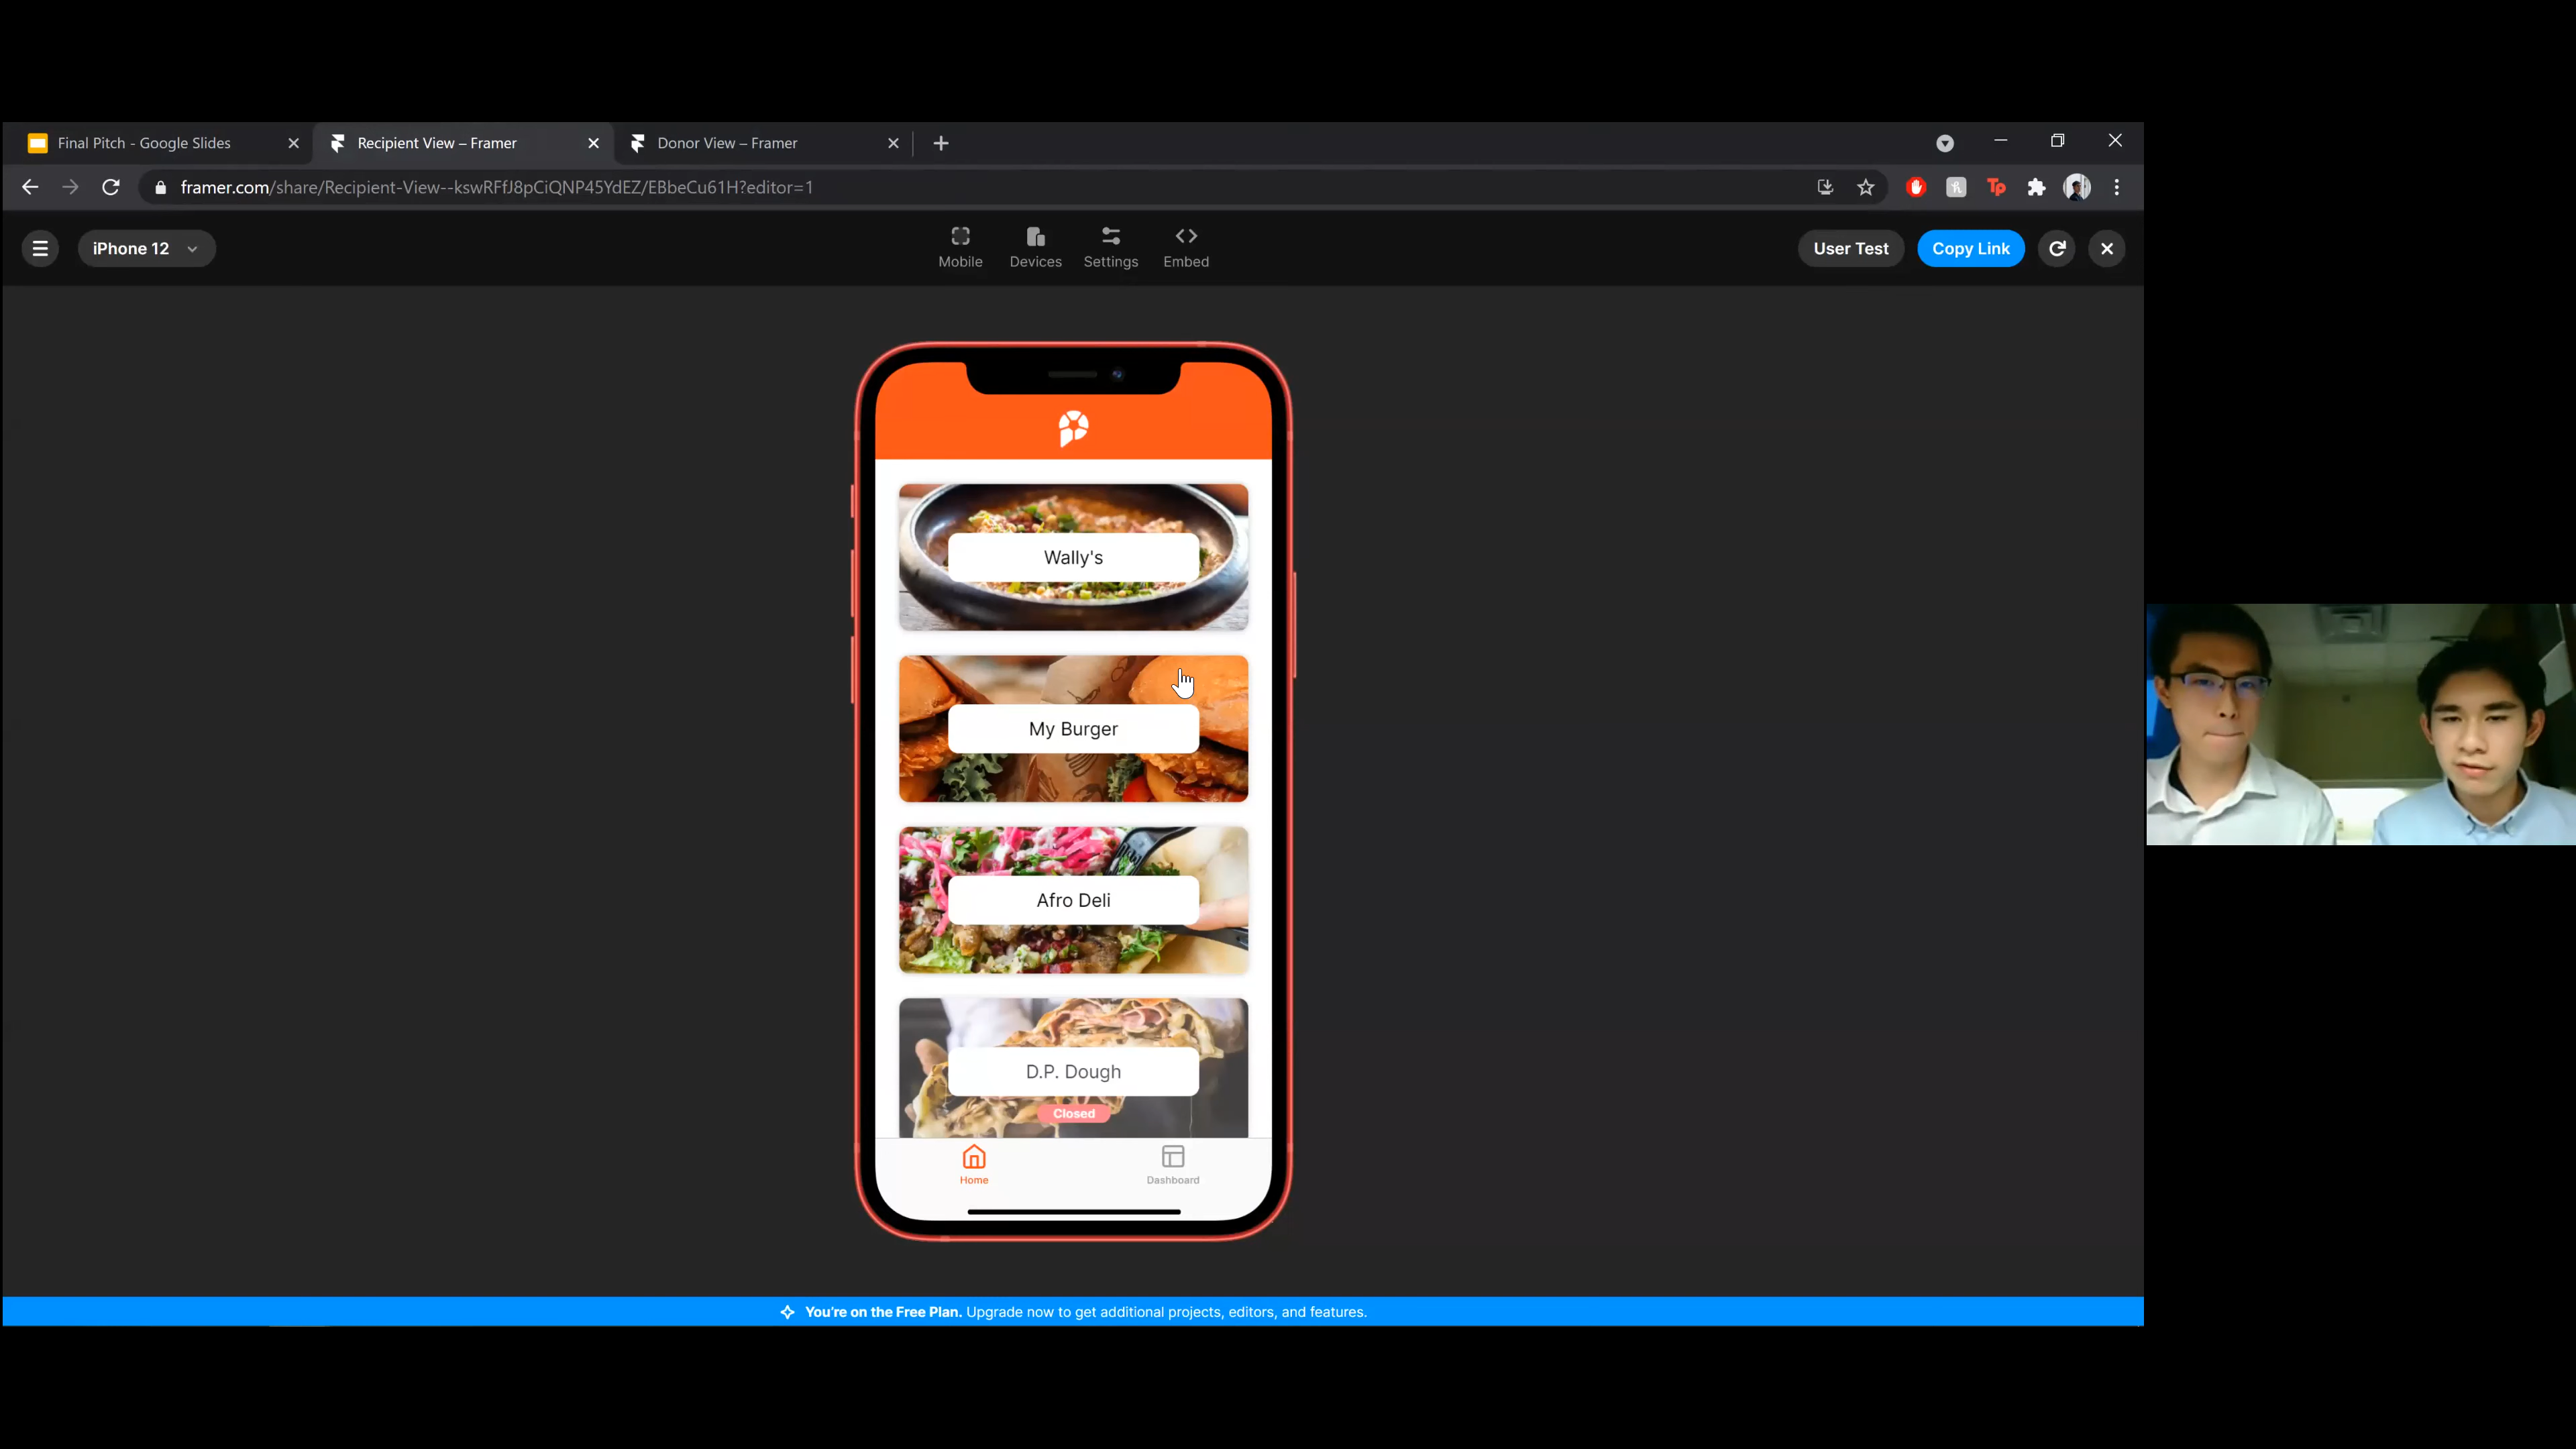 Final Pitch - Google Slides
Recipient View – Framer
Donor View – Framer
framer.com/share/Recipient-View--kswRFfJ8pCiQNP45YdEZ/EBbeCu61H?editor=1
Tp
iPhone 12
Mobile
Devices
Settings
Embed
User Test
Copy Link
Wally's
My Burger
Afro Deli
D.P. Dough
Closed
Home
Dashboard
You're on the Free Plan. Upgrade now to get additional projects, editors, and features.